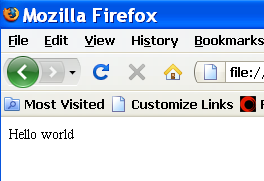 Mozilla Firefox
File Edit View History Bookmarks
file:/
Most Visited Customize Links
Hello world